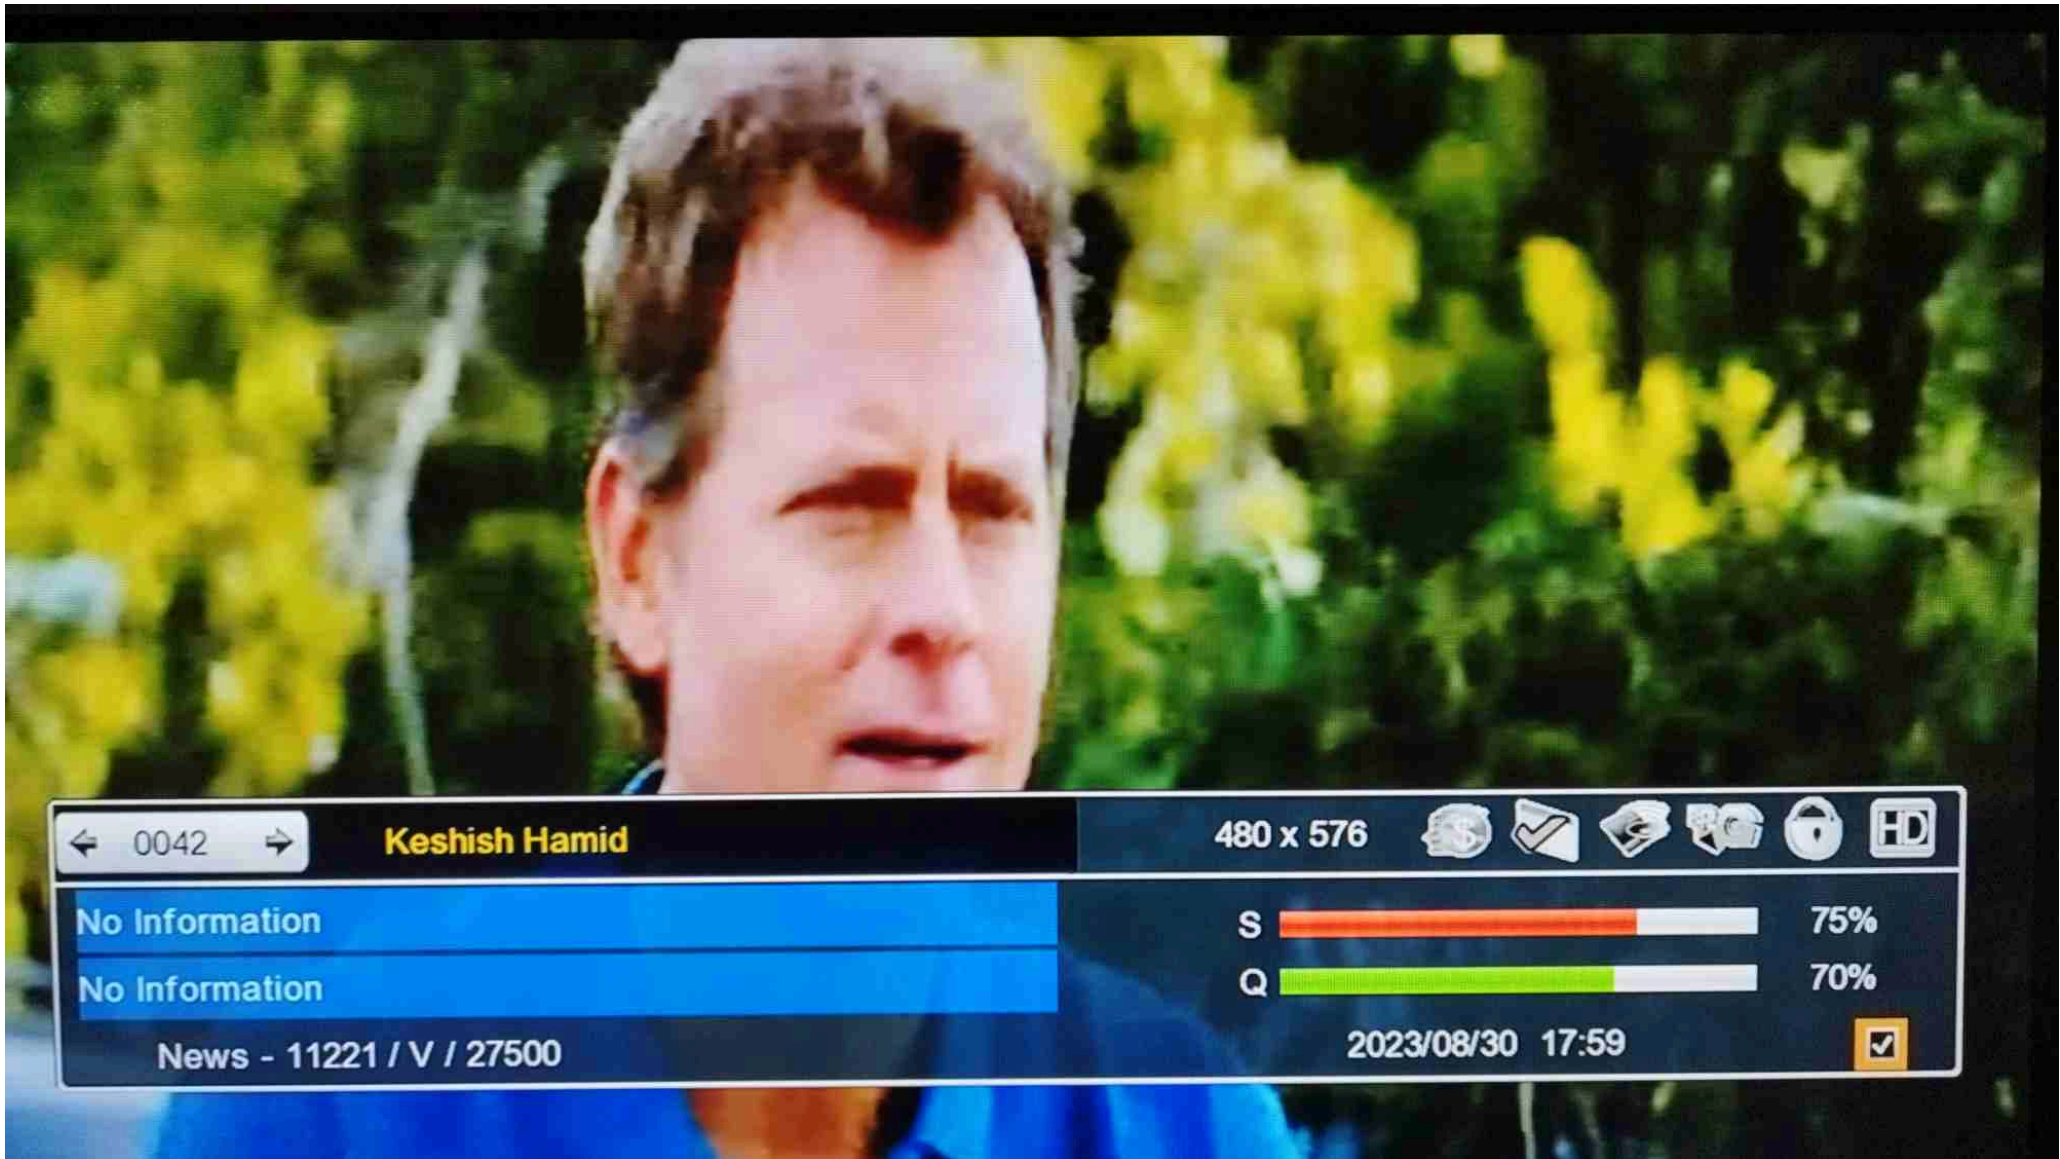 0042 Keshish Hamid 480 x 576 HD
No Information S 75%
No Information Q 70%
News - 11221 / V / 27500 2023/08/30 17:59